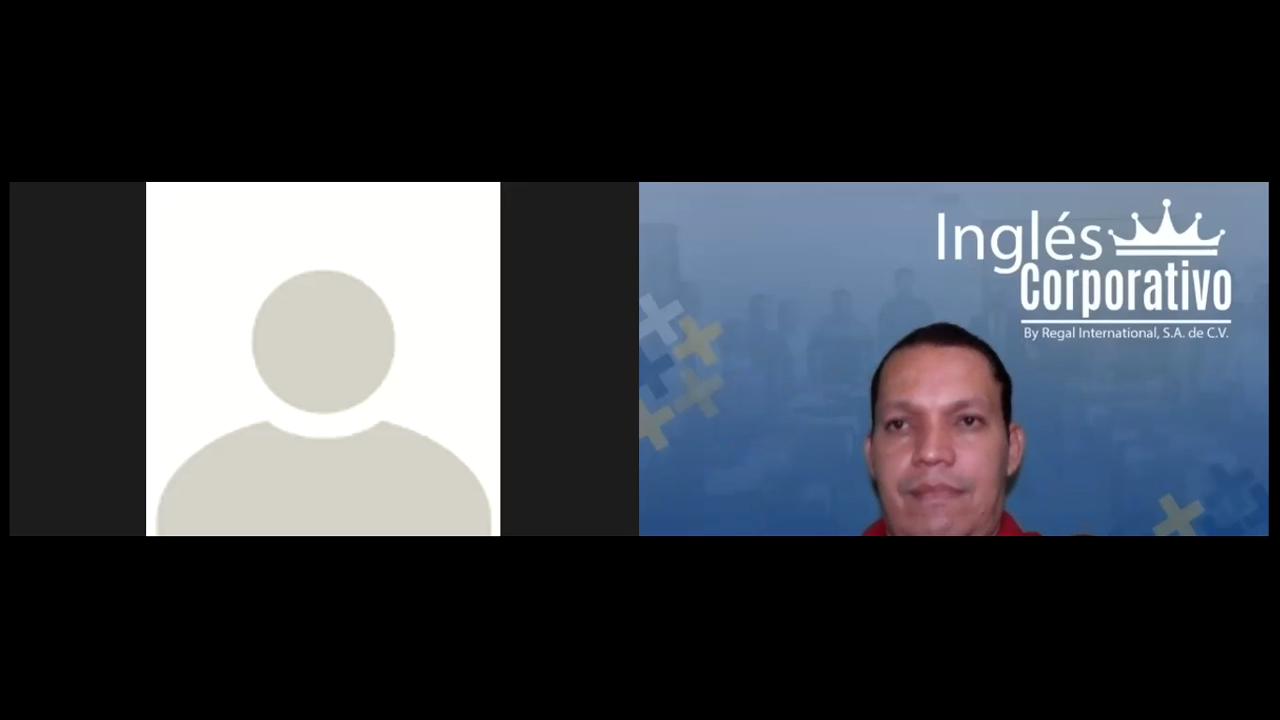 Inglés
Corporativo
By Regal International, S.A. de C.V.